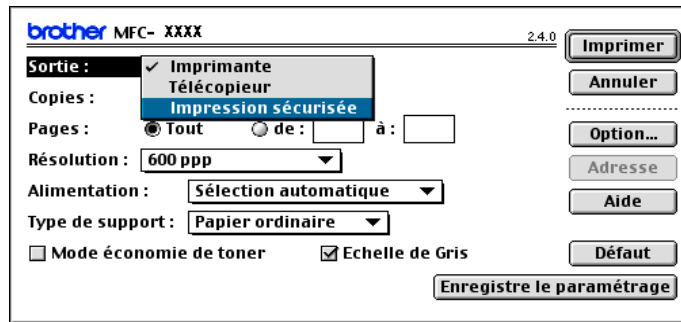 brother MFC- XXXX 2.4.0
Imprimer
Sortie : ✓ Imprimante
Télécopieur
Impression sécurisée
Annuler
Copies :
Pages : Tout de : à :
Option...
Résolution : 600 ppp
Adresse
Alimentation : Sélection automatique
Aide
Type de support : Papier ordinaire
Mode économie de toner Echelle de Gris
Défaut
Enregistre le paramétrage